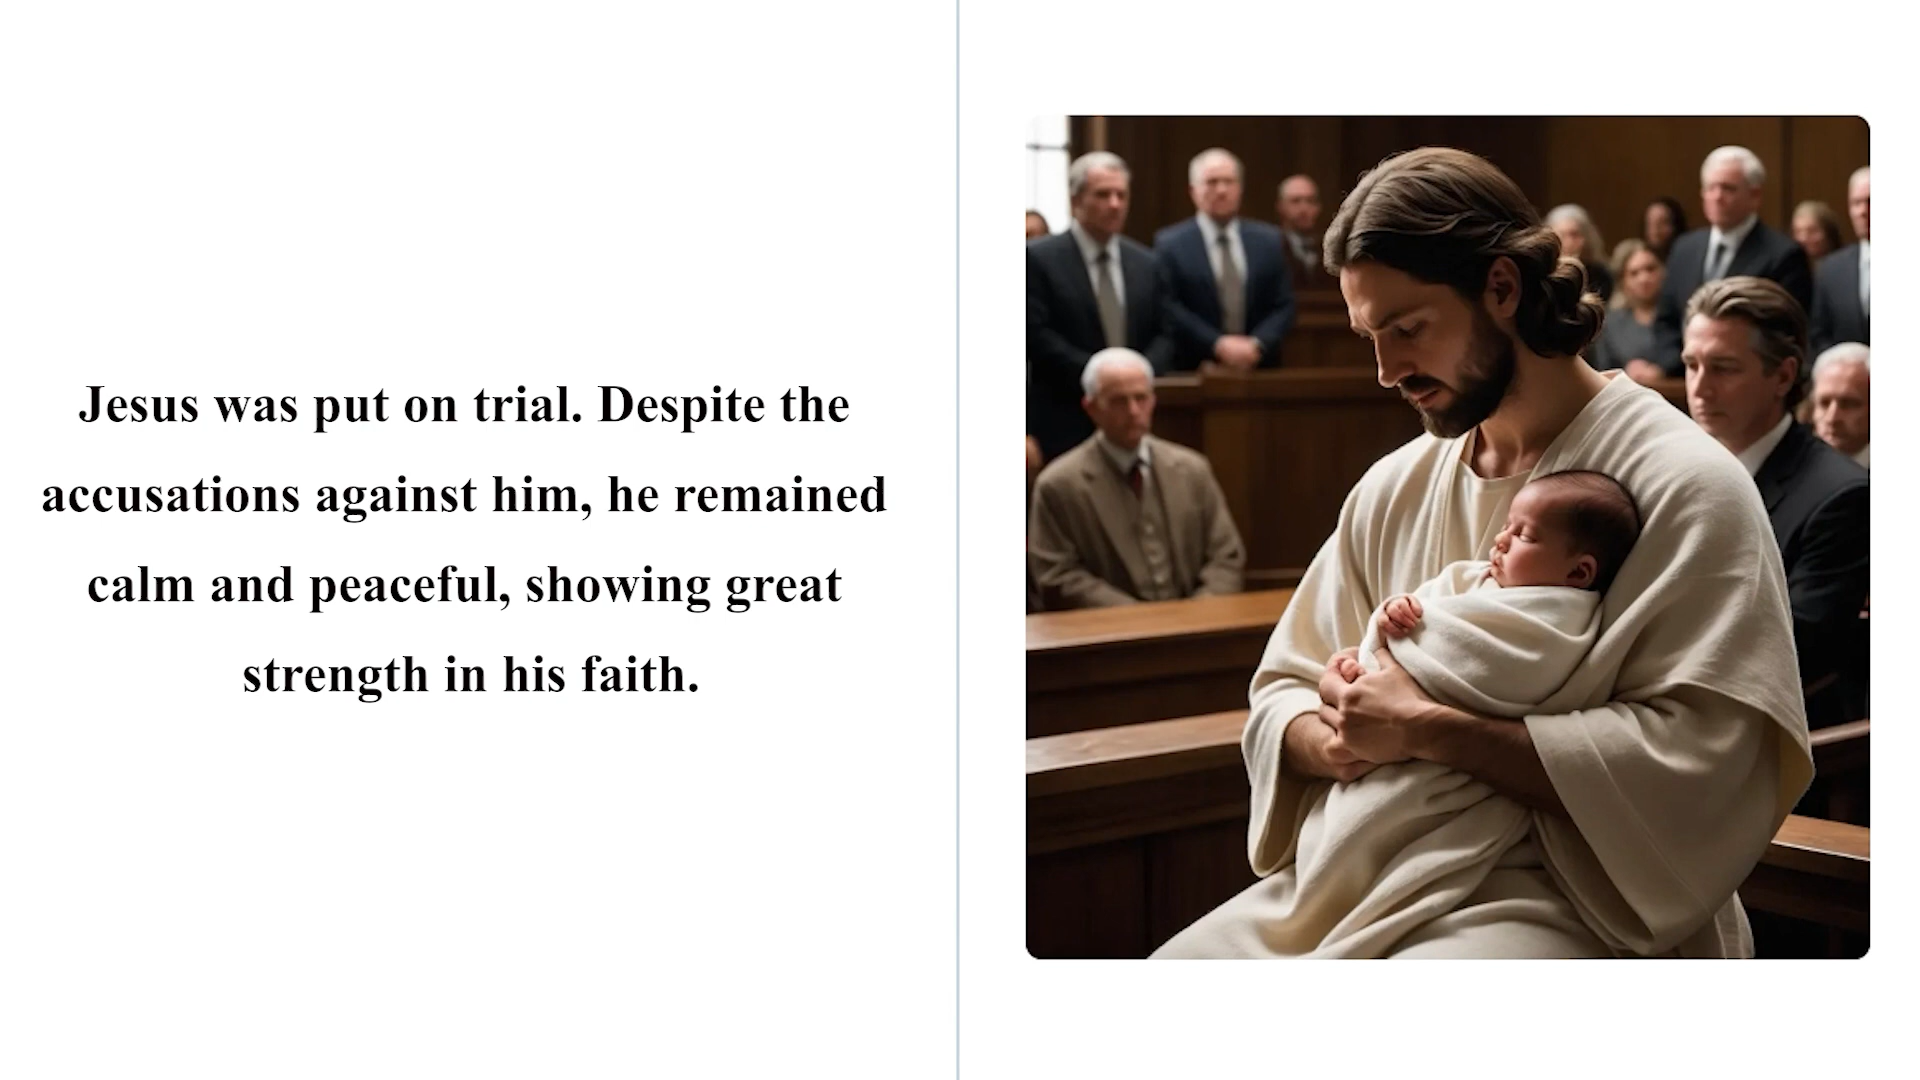 Jesus was put on trial. Despite the
accusations against him, he remained
calm and peaceful, showing great
strength in his faith.